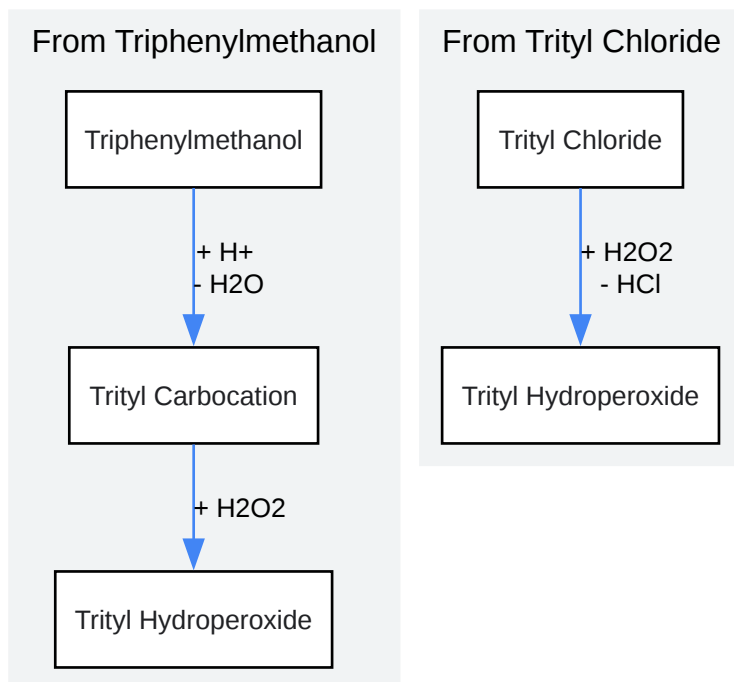 From Triphenylmethanol
Triphenylmethanol
+ H+
- H2O
Trityl Carbocation
+ H2O2
Trityl Hydroperoxide
From Trityl Chloride
Trityl Chloride
+ H2O2
- HCl
Trityl Hydroperoxide